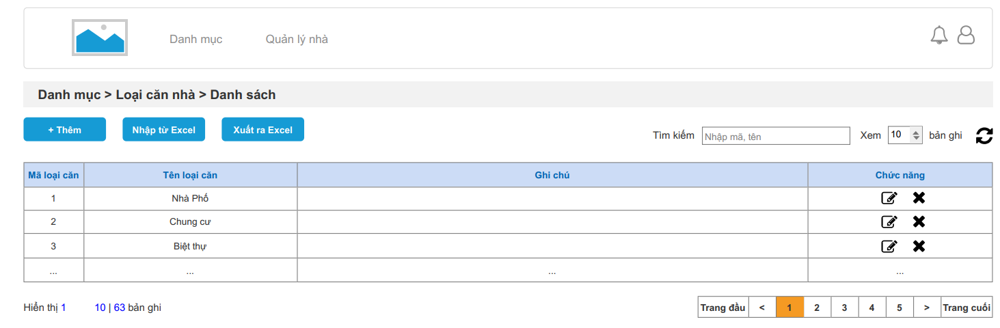 Danh mục Quản lý nhà
Danh mục > Loại căn nhà > Danh sách
+ Thêm Nhập từ Excel Xuất ra Excel
Tìm kiếm Nhập mã, tên Xem 10 bản ghi
Mã loại căn Tên loại căn Ghi chú Chức năng
1 Nhà Phố
2 Chung cư
3 Biệt thự
... ... ... ...
Hiển thị 1 10 | 63 bản ghi Trang đầu < 1 2 3 4 5 > Trang cuối